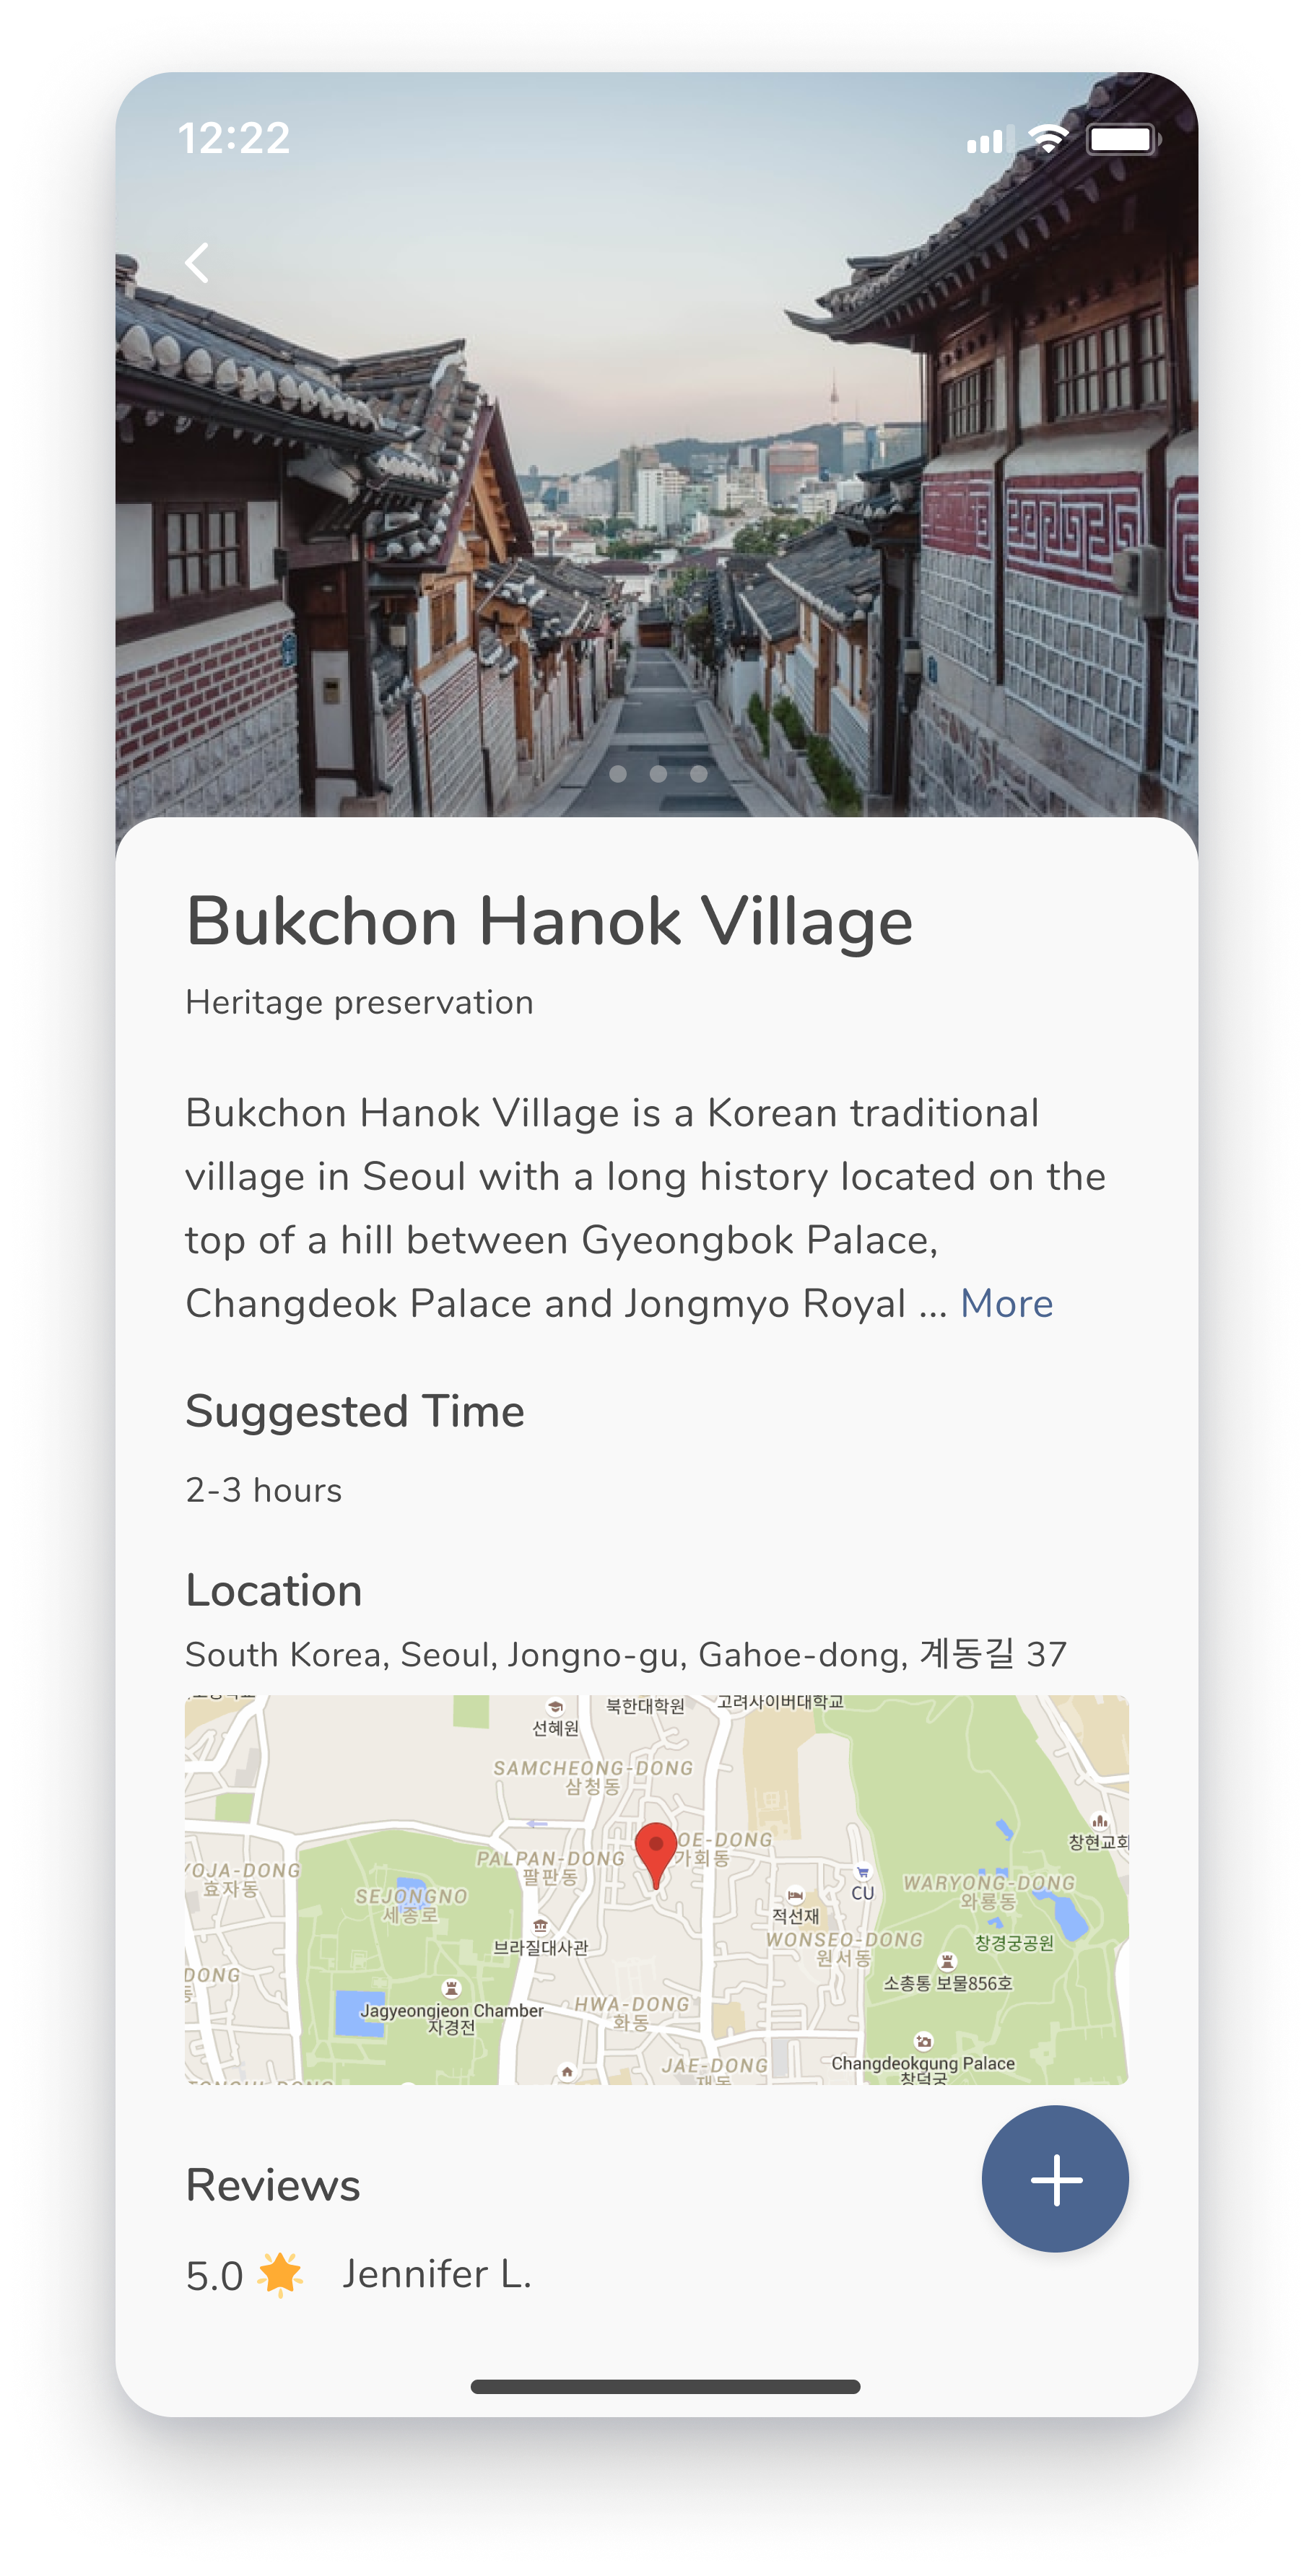 12:22
Bukchon Hanok Village
Heritage preservation
Bukchon Hanok Village is a Korean traditional
village in Seoul with a long history located on the
top of a hill between Gyeongbok Palace,
Changdeok Palace and Jongmyo Royal ... More
Suggested Time
2-3 hours
Location
South Korea, Seoul, Jongno-gu, Gahoe-dong, 계동길 37
북한대학원
고려사이버대학교
선혜원
SAMCHEONG-DONG
삼청동
OE-DONG
가회동
창현교회
PALPAN-DONG
팔판동
YOJA-DONG
효자동
SEJONGNO
세종로
CU
WARYONG-DONG
와룡동
적선재
브라질대사관
WONSEO-DONG
원서동
창경궁공원
DONG
소총통 보물856호
HWA-DONG
화동
Jagyeongjeon Chamber
자경전
JAE-DONG
재동
Changdeokgung Palace
창덕궁
Reviews
5.0 Jennifer L.